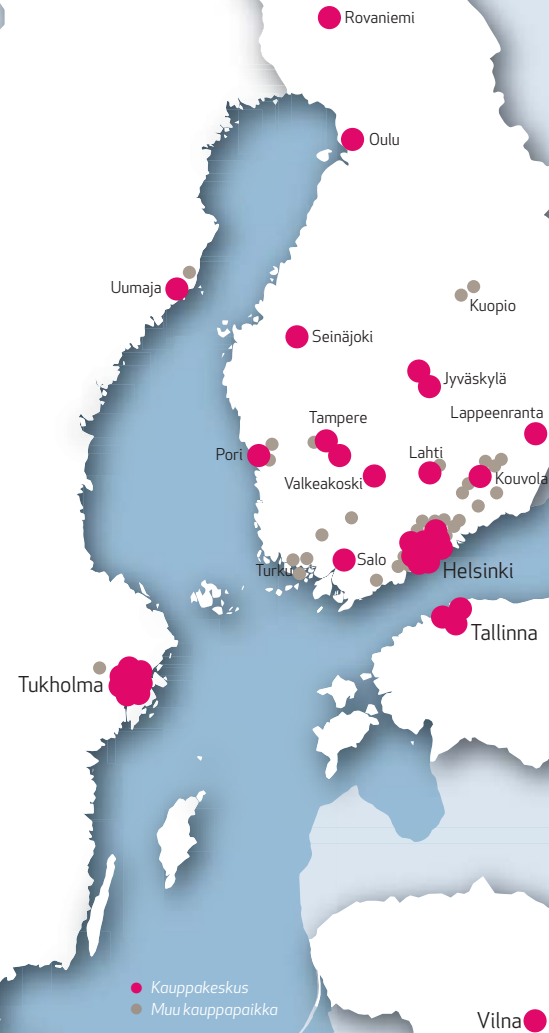 Rovaniemi
Oulu
Uumaja
Kuopio
Seinäjoki
Jyväskylä
Lappeenranta
Tampere
Pori
Lahti
Valkeakoski
Kouvola
Salo
Turku
Helsinki
Tallinna
Tukholma
Kauppakeskus
Muu kauppapaikka
Vilna